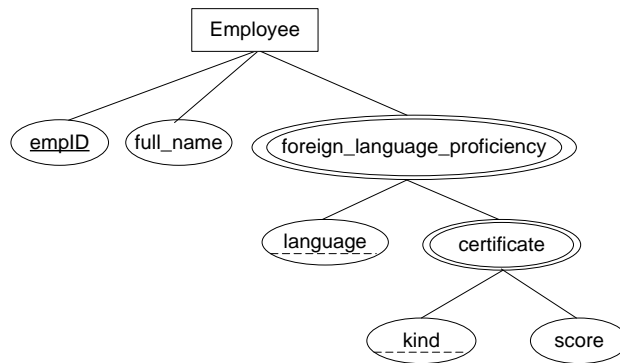 Employee
empID
full_name
foreign_language_proficiency
language
certificate
kind
score